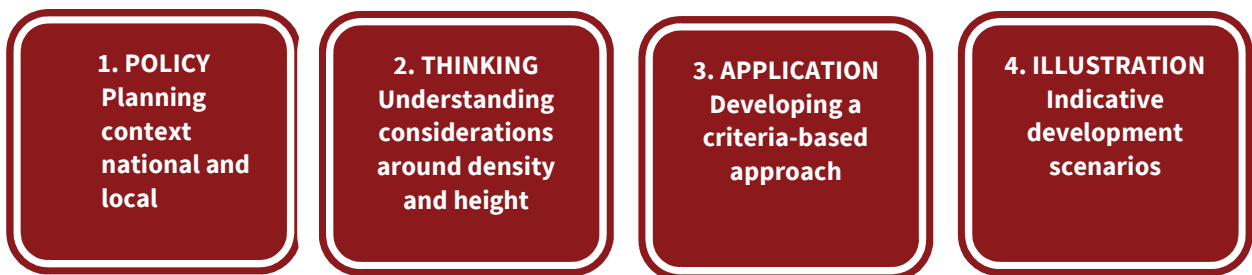 1. POLICY
Planning
context
national and
local
2. THINKING
Understanding
considerations
around density
and height
3. APPLICATION
Developing a
criteria-based
approach
4. ILLUSTRATION
Indicative
development
scenarios